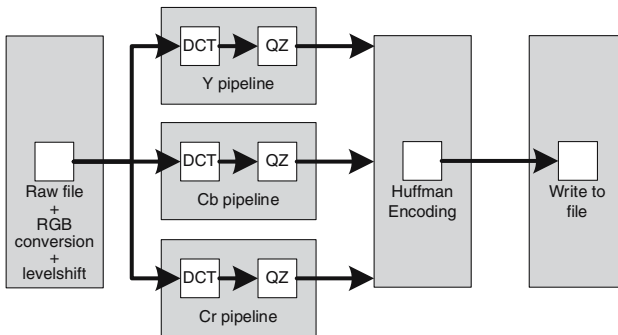 DCT QZ
Y pipeline
DCT QZ
Cb pipeline
DCT QZ
Cr pipeline
Raw file
+
RGB
conversion
+
levelshift
Huffman
Encoding
Write to
file